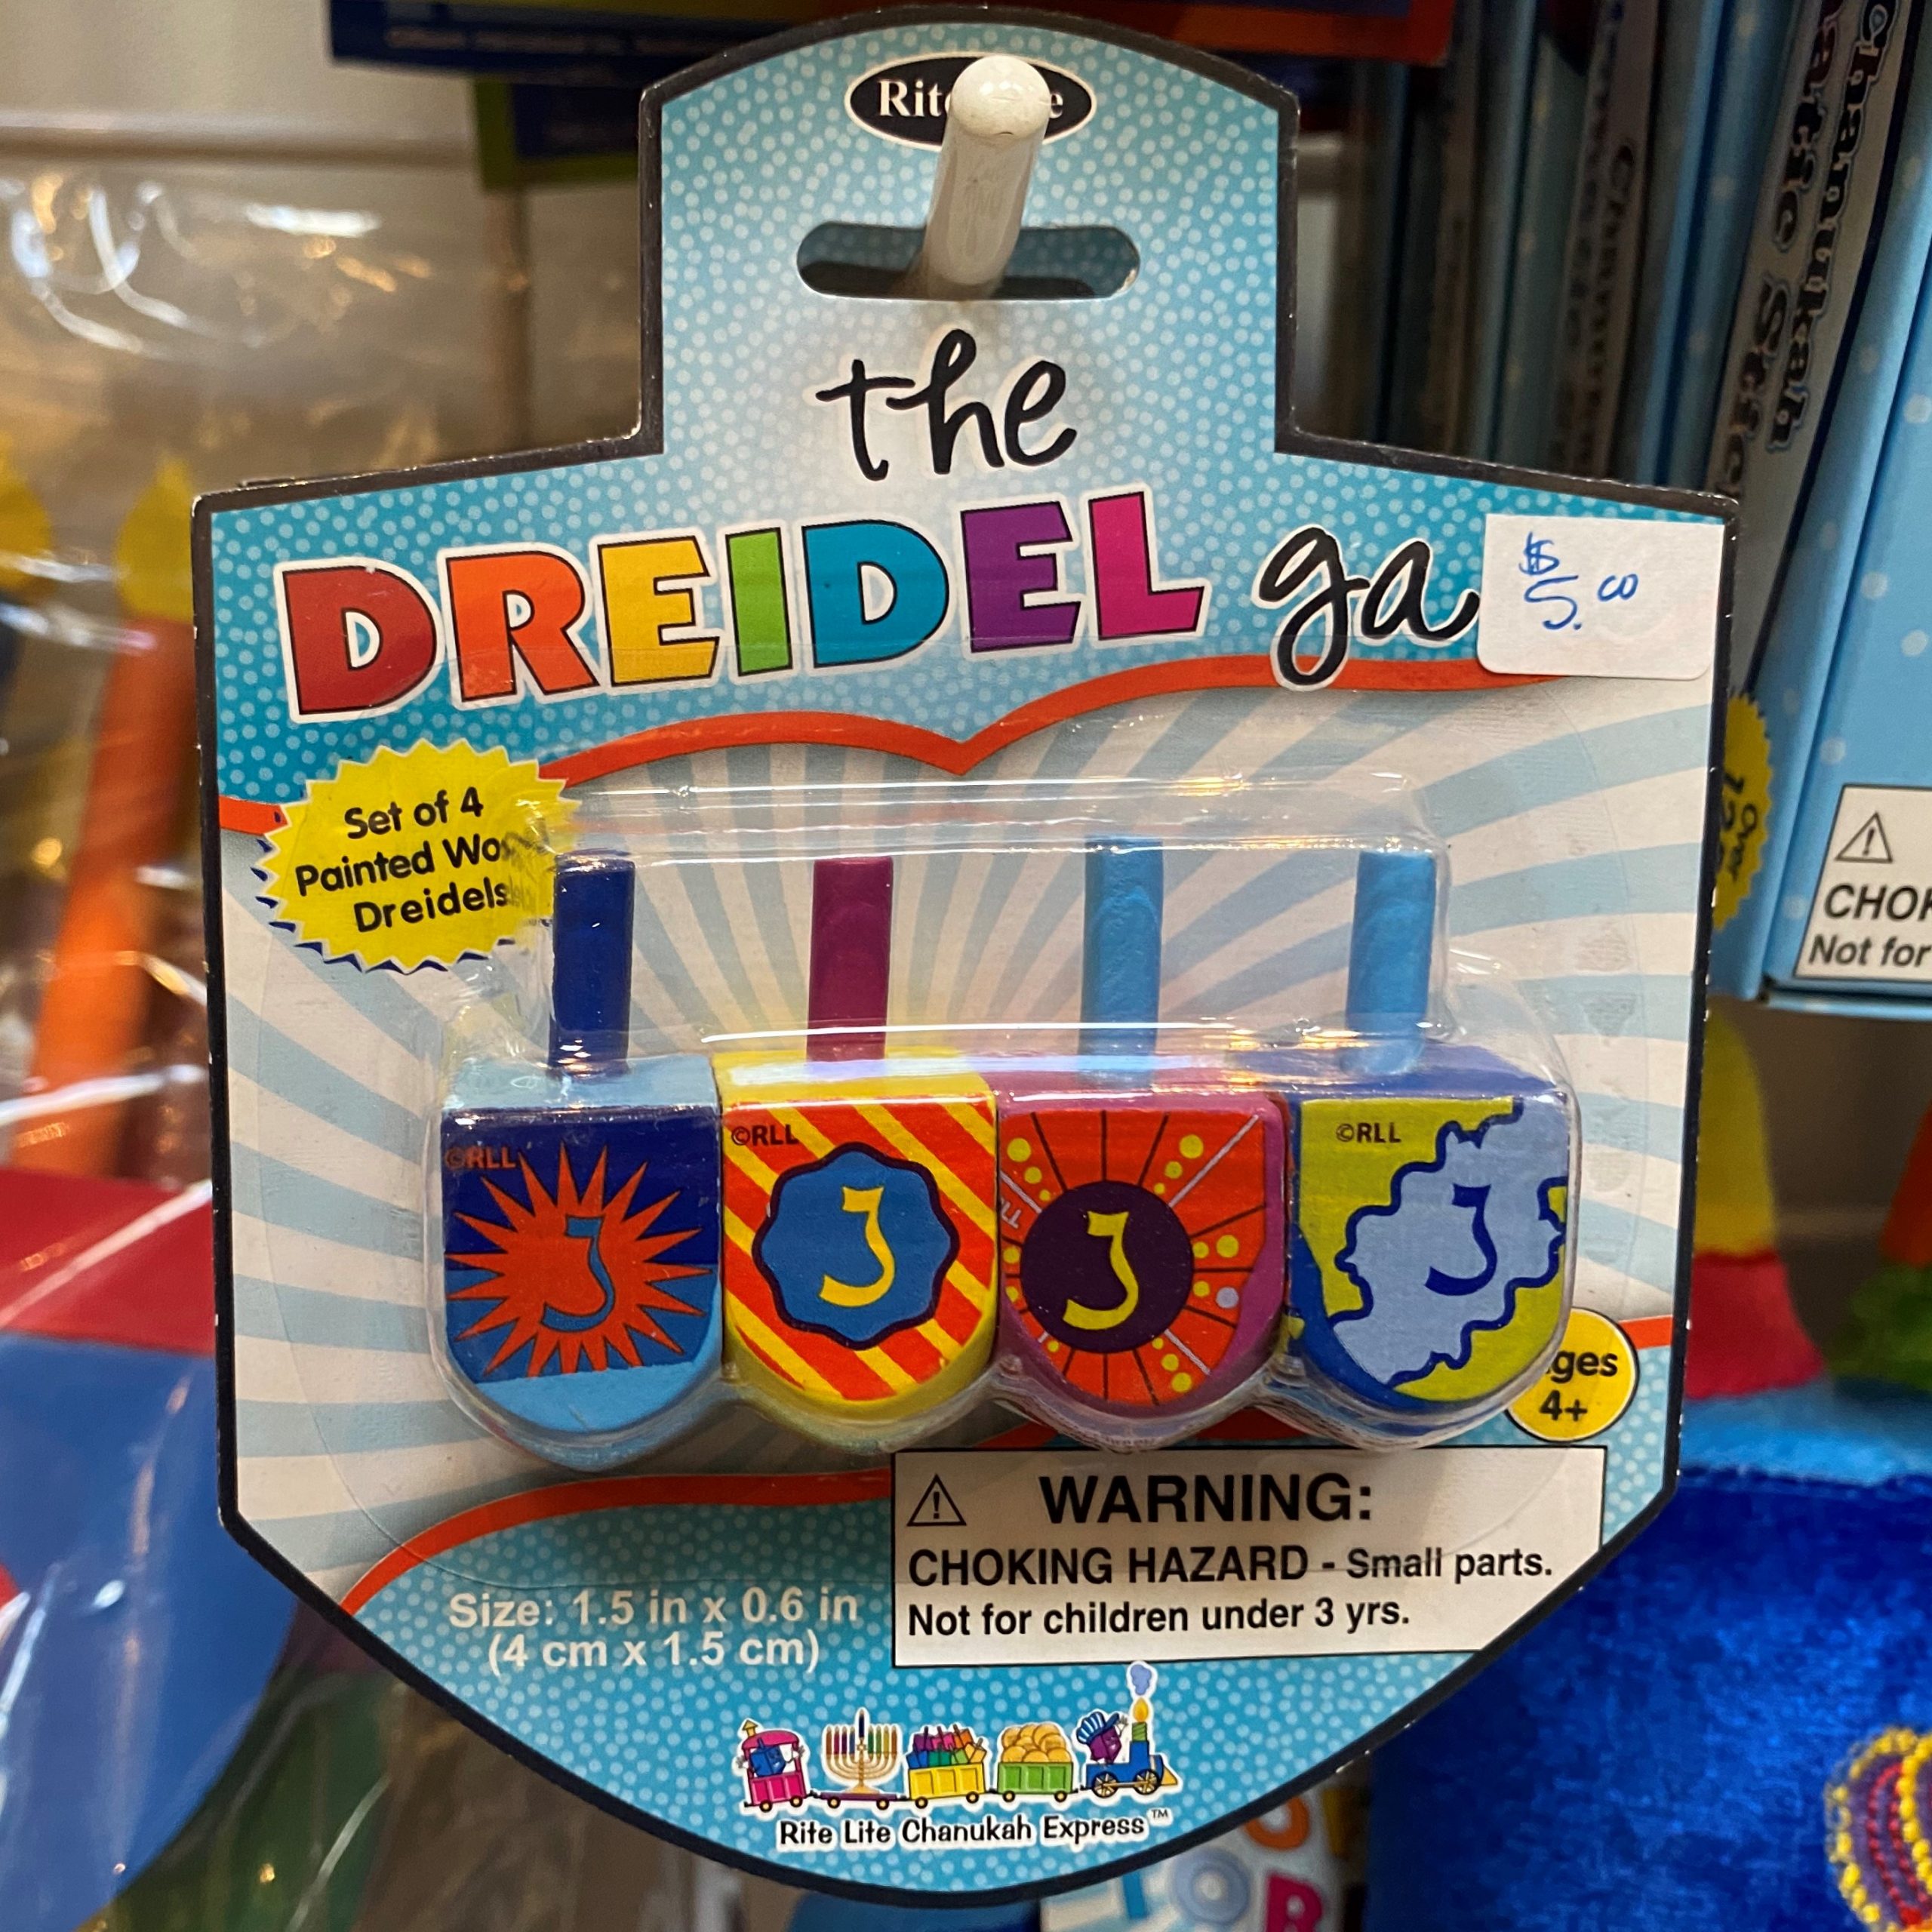 the
DREIDEL ga
$5.00
Set of 4
Painted
Dreidels
©RLL
©RLL
©RLL
נ
נ
נ
נ
ges
4+
WARNING:
CHOKING HAZARD - Small parts.
Not for children under 3 yrs.
Size: 1.5 in x 0.6 in
(4 cm x 1.5 cm)
Rite Lite Chanukah Express™
Chanukah
Over
Not for